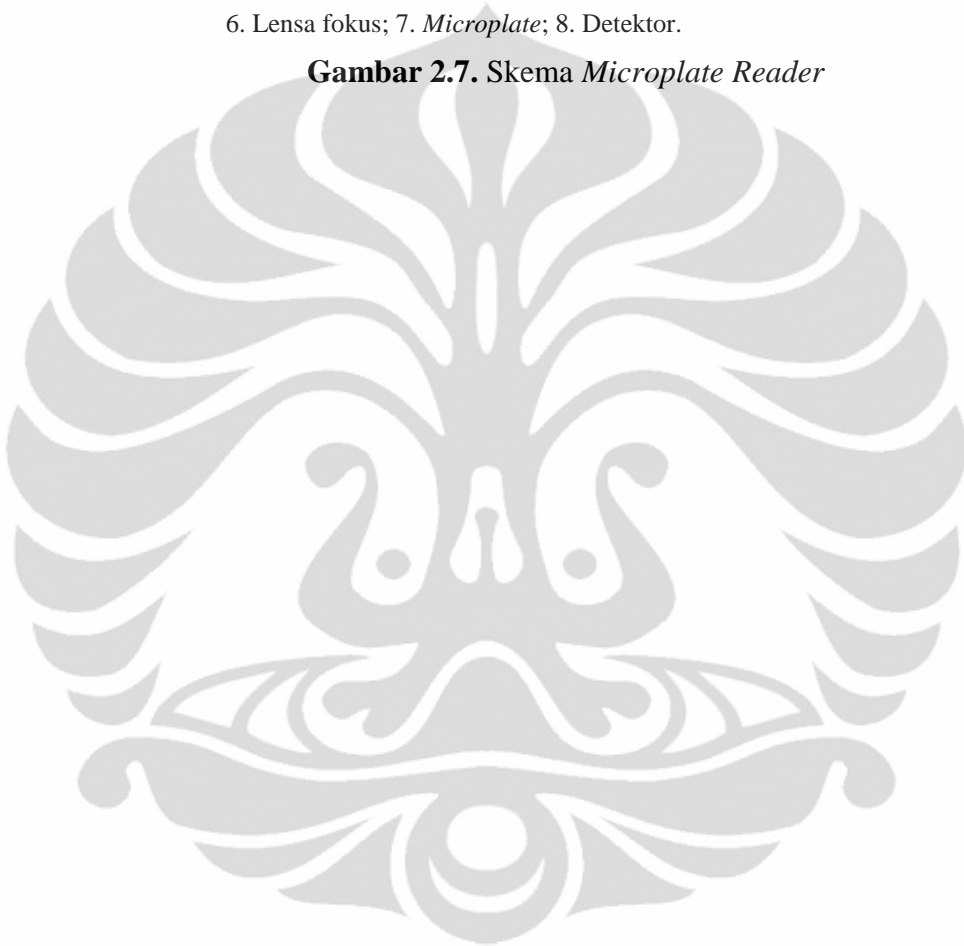 6. Lensa fokus; 7. Microplate; 8. Detektor.
Gambar 2.7. Skema Microplate Reader